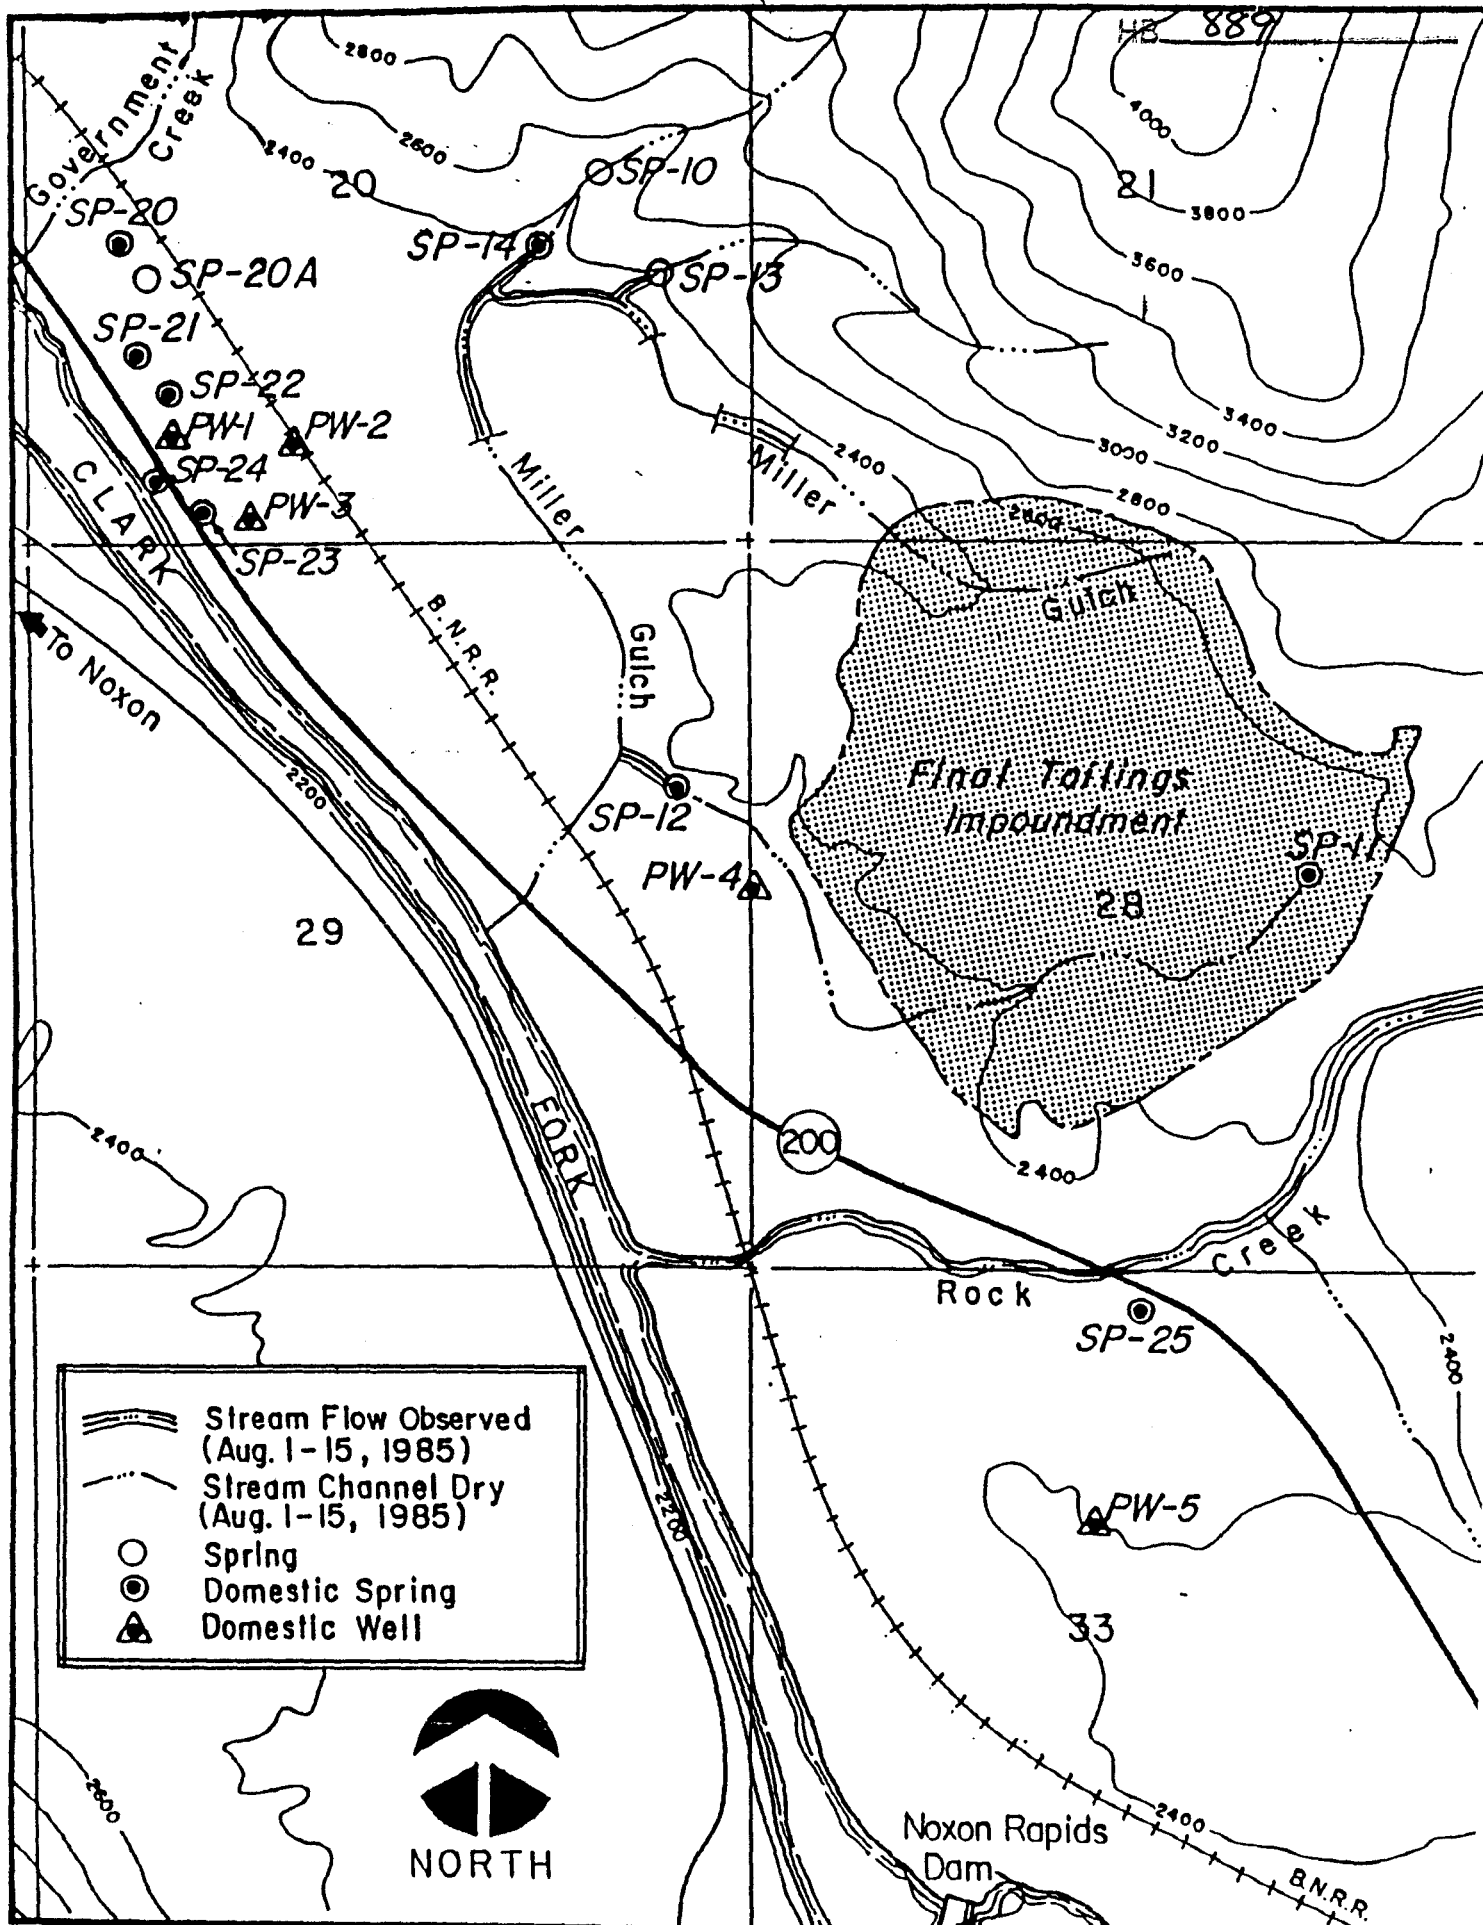 HB 889
Government
Creek
2800
2600
2400
20
4000
21
3800
3600
SP-10
SP-20
SP-14
SP-20A
SP-13
SP-21
SP-22
PW-1
PW-2
3400
3200
3000
2400
SP-24
CLARK
PW-3
SP-23
Miller
Miller
2800
2600
Gulch
B.N.R.R.
Gulch
To Noxon
2200
Final Tailings
Impoundment
SP-12
SP-11
PW-4
28
29
FORK
2400
200
2400
Creek
Rock
SP-25
2400
Stream Flow Observed
(Aug. 1-15, 1985)
Stream Channel Dry
(Aug. 1-15, 1985)
Spring
Domestic Spring
Domestic Well
2200
PW-5
33
2600
NORTH
2400
Noxon Rapids
Dam
B.N.R.R.